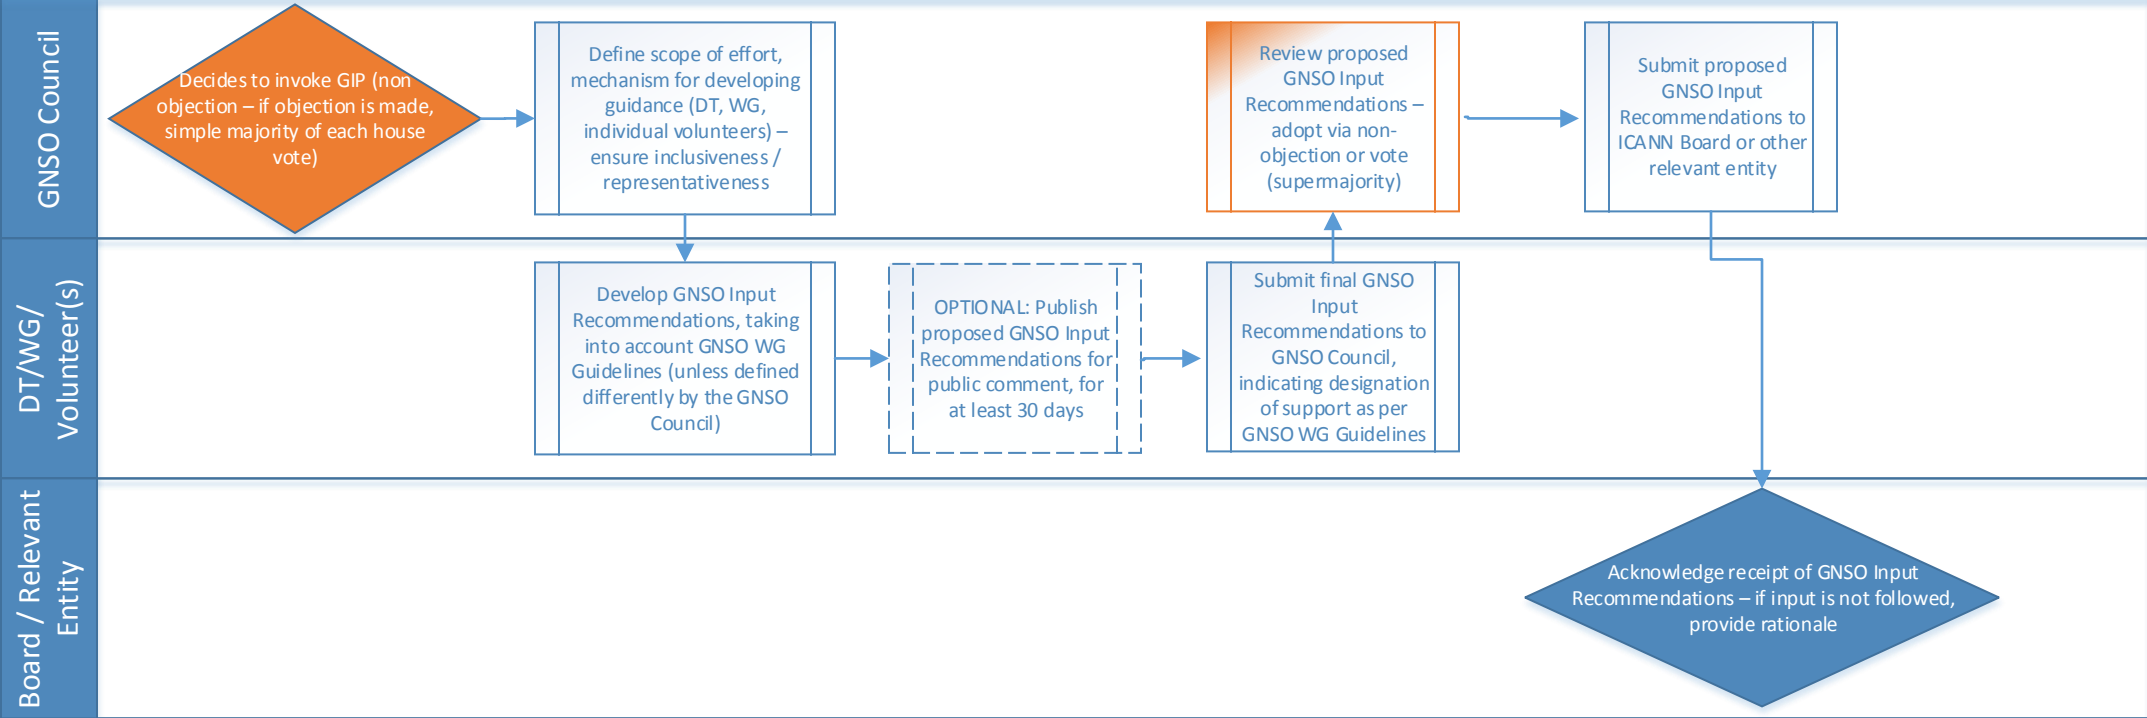 GNSO Council
Decides to invoke GIP (non
objection – if objection is made,
simple majority of each house
vote)
Define scope of effort,
mechanism for developing
guidance (DT, WG,
individual volunteers) –
ensure inclusiveness /
representativeness
Review proposed
GNSO Input
Recommendations –
adopt via non-
objection or vote
(supermajority)
Submit proposed
GNSO Input
Recommendations to
ICANN Board or other
relevant entity
DT/WG/
Volunteer(s)
Develop GNSO Input
Recommendations, taking
into account GNSO WG
Guidelines (unless defined
differently by the GNSO
Council)
OPTIONAL: Publish
proposed GNSO Input
Recommendations for
public comment, for
at least 30 days
Submit final GNSO
Input
Recommendations to
GNSO Council,
indicating designation
of support as per
GNSO WG Guidelines
Board / Relevant
Entity
Acknowledge receipt of GNSO Input
Recommendations – if input is not followed,
provide rationale